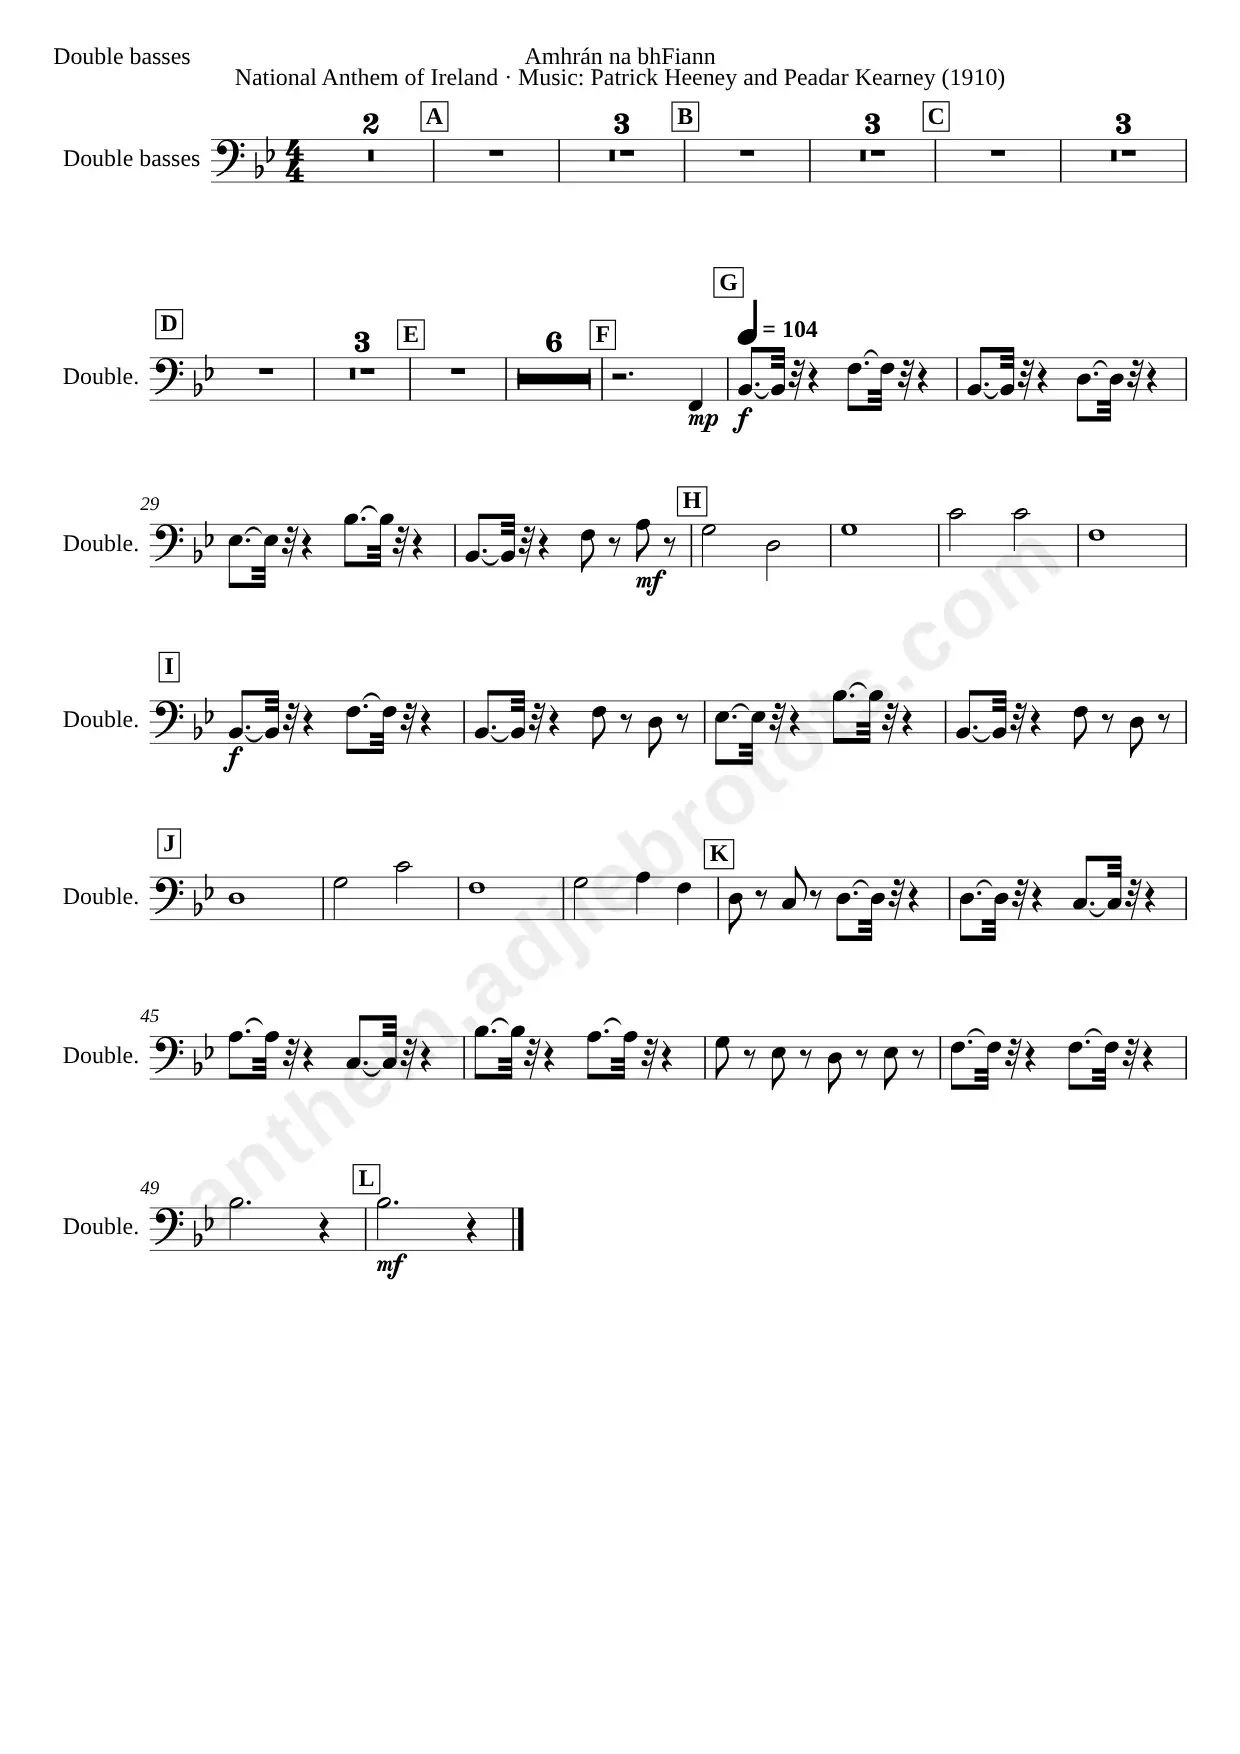 Double basses
Amhrán na bhFiann
National Anthem of Ireland · Music: Patrick Heeney and Peadar Kearney (1910)
2 A 3 B 3 C 3
Double basses
4
4
G
D E F
3 6 = 104
Double.
mp f
29
H
Double.
mf
I
Double.
f
J K
Double.
45
Double.
49
L
Double.
mf
anthem.adjiebrotots.com